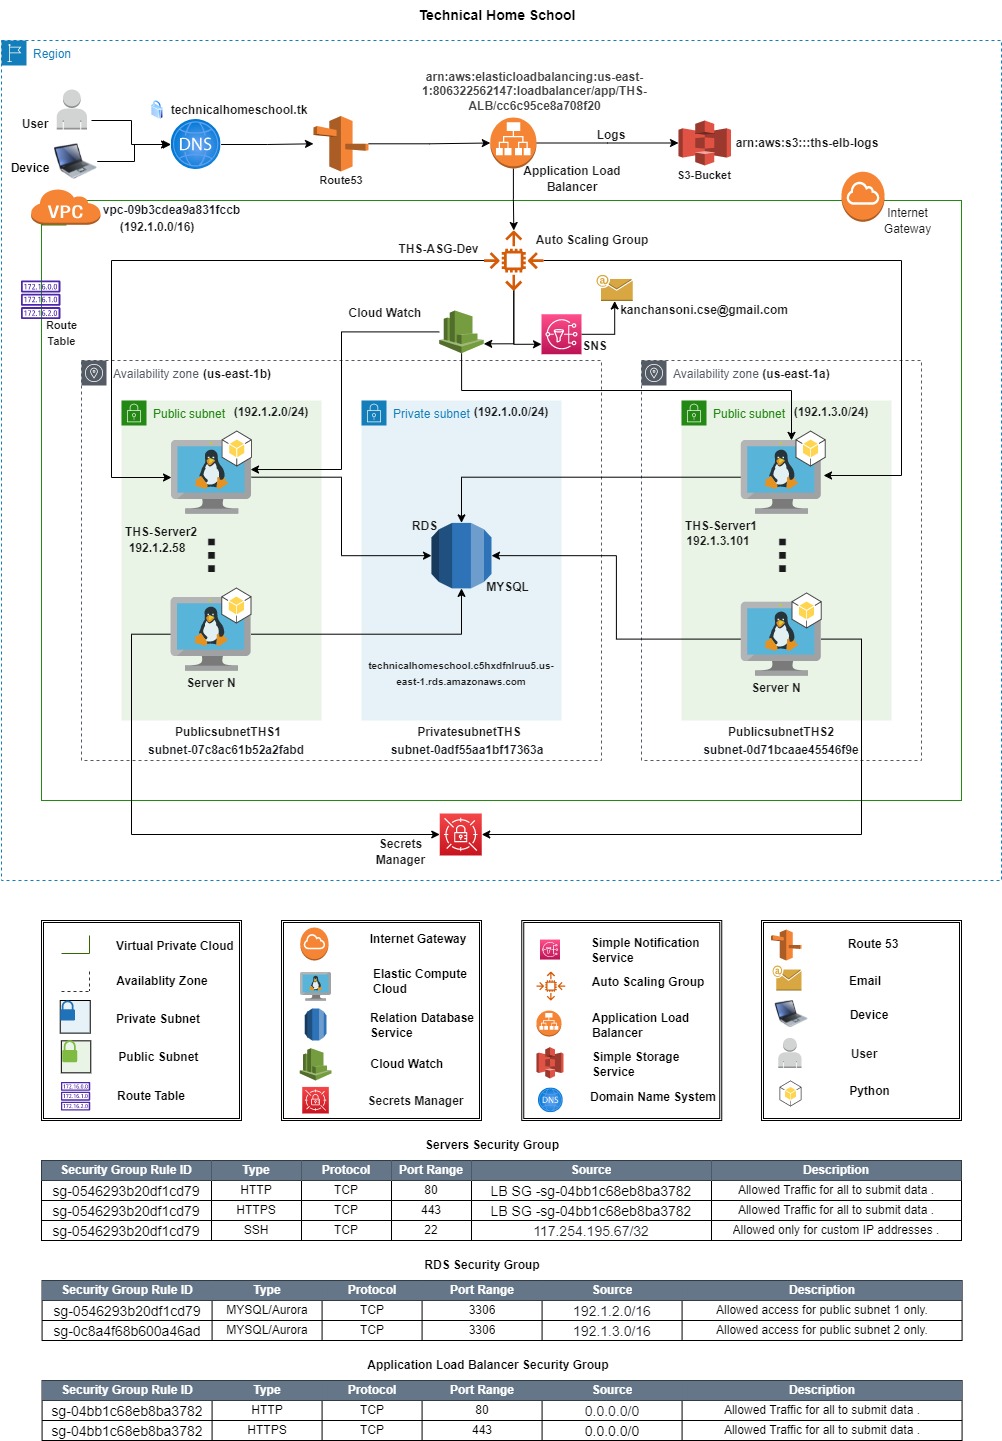 Technical Home School
Region
arn:aws:elasticloadbalancing:us-east-
1:806322562147:loadbalancer/app/THS-
ALB/cc6c95ce8a708f20
technicalhomeschool.tk
User
DNS
Device
Route53
Logs
arn:aws:s3:::ths-elb-logs
S3-Bucket
Application Load
Balancer
VPC
vpc-09b3cdea9a831fccb
(192.1.0.0/16)
Internet
Gateway
THS-ASG-Dev
Auto Scaling Group
172.16.0.0
172.16.1.0
172.16.2.0
Route
Table
Cloud Watch
kanchansoni.cse@gmail.com
SNS
Availability zone (us-east-1b)
Availability zone (us-east-1a)
Public subnet (192.1.2.0/24)
Private subnet (192.1.0.0/24)
Public subnet (192.1.3.0/24)
THS-Server2
192.1.2.58
RDS
MYSQL
THS-Server1
192.1.3.101
technicalhomeschool.c5hxdfnlruu5.us-
east-1.rds.amazonaws.com
Server N
Server N
PublicsubnetTHS1
subnet-07c8ac61b52a2fabd
PrivatesubnetTHS
subnet-0adf55aa1bf17363a
PublicsubnetTHS2
subnet-0d71bcaae45546f9e
Secrets
Manager
Virtual Private Cloud
Availablity Zone
Private Subnet
Public Subnet
172.16.0.0
172.16.1.0
172.16.2.0
Route Table
Internet Gateway
Elastic Compute
Cloud
Relation Database
Service
Cloud Watch
Secrets Manager
Simple Notification
Service
Auto Scaling Group
Application Load
Balancer
Simple Storage
Service
DNS
Domain Name System
Route 53
Email
Device
User
Python
Servers Security Group
Security Group Rule ID Type Protocol Port Range Source Description
sg-0546293b20df1cd79 HTTP TCP 80 LB SG -sg-04bb1c68eb8ba3782 Allowed Traffic for all to submit data .
sg-0546293b20df1cd79 HTTPS TCP 443 LB SG -sg-04bb1c68eb8ba3782 Allowed Traffic for all to submit data .
sg-0546293b20df1cd79 SSH TCP 22 117.254.195.67/32 Allowed only for custom IP addresses .
RDS Security Group
Security Group Rule ID Type Protocol Port Range Source Description
sg-0546293b20df1cd79 MYSQL/Aurora TCP 3306 192.1.2.0/16 Allowed access for public subnet 1 only.
sg-0c8a4f68b600a46ad MYSQL/Aurora TCP 3306 192.1.3.0/16 Allowed access for public subnet 2 only.
Application Load Balancer Security Group
Security Group Rule ID Type Protocol Port Range Source Description
sg-04bb1c68eb8ba3782 HTTP TCP 80 0.0.0.0/0 Allowed Traffic for all to submit data .
sg-04bb1c68eb8ba3782 HTTPS TCP 443 0.0.0.0/0 Allowed Traffic for all to submit data .